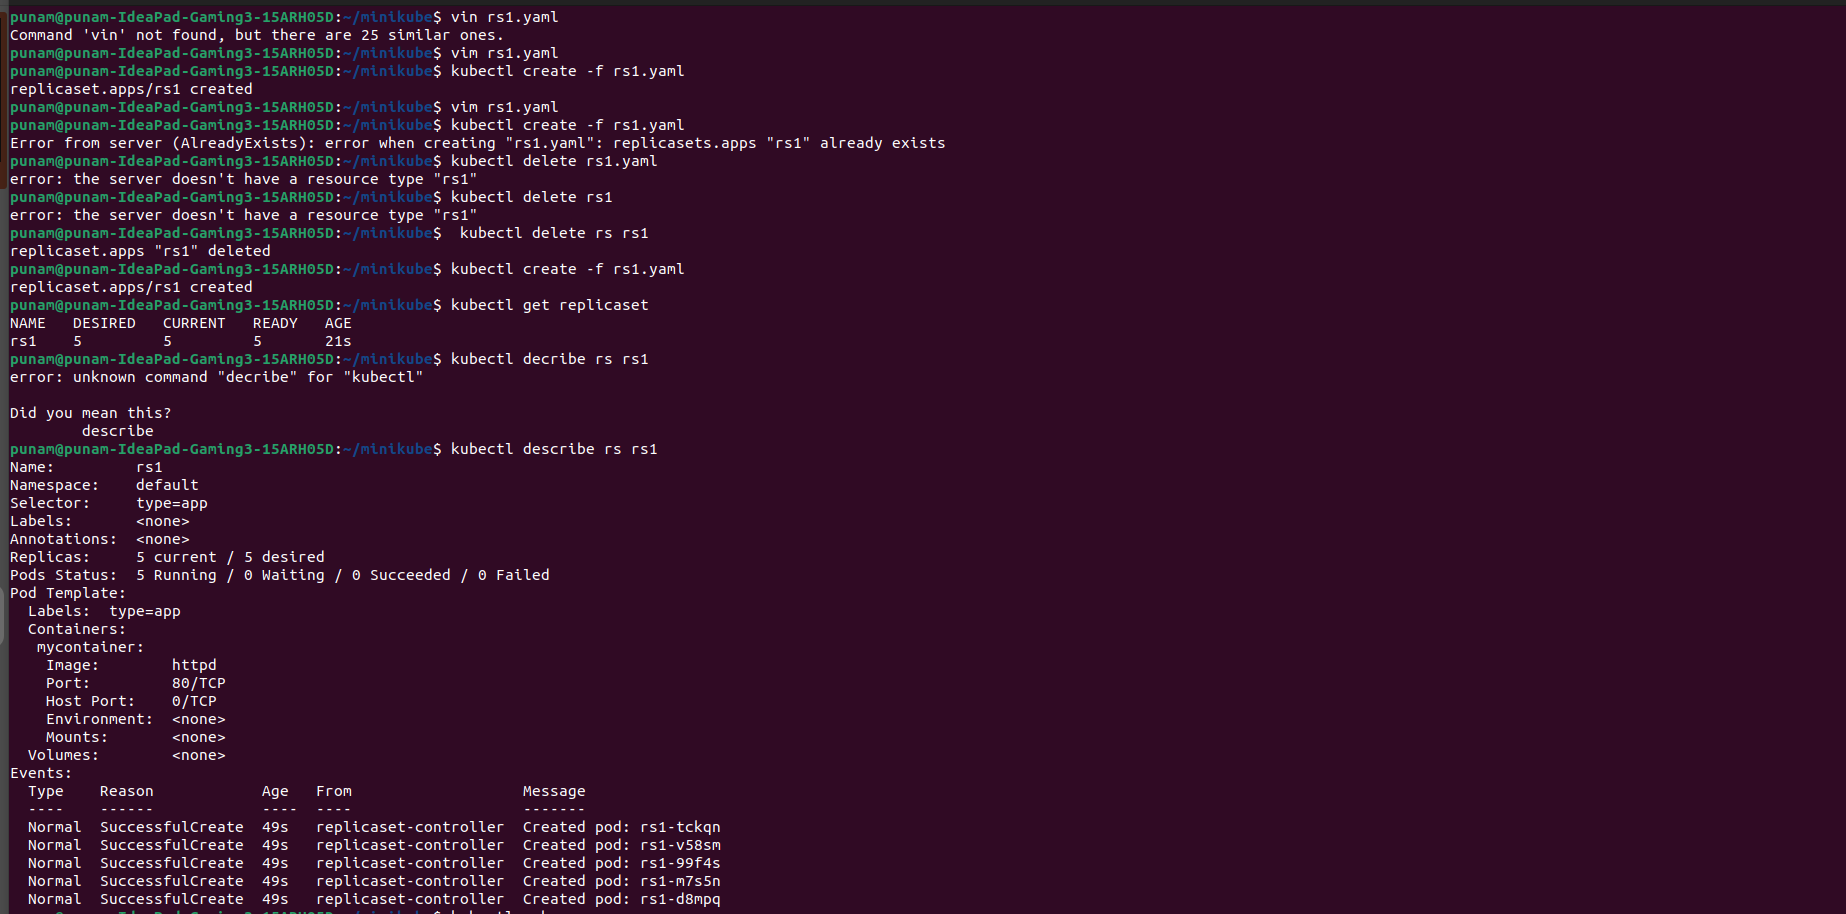 punam@punam-IdeaPad-Gaming3-15ARH05D:~/minikube$ vin rs1.yaml
Command 'vin' not found, but there are 25 similar ones.
punam@punam-IdeaPad-Gaming3-15ARH05D:~/minikube$ vim rs1.yaml
punam@punam-IdeaPad-Gaming3-15ARH05D:~/minikube$ kubectl create -f rs1.yaml
replicaset.apps/rs1 created
punam@punam-IdeaPad-Gaming3-15ARH05D:~/minikube$ vim rs1.yaml
punam@punam-IdeaPad-Gaming3-15ARH05D:~/minikube$ kubectl create -f rs1.yaml
Error from server (AlreadyExists): error when creating "rs1.yaml": replicasets.apps "rs1" already exists
punam@punam-IdeaPad-Gaming3-15ARH05D:~/minikube$ kubectl delete rs1.yaml
error: the server doesn't have a resource type "rs1"
punam@punam-IdeaPad-Gaming3-15ARH05D:~/minikube$ kubectl delete rs1
error: the server doesn't have a resource type "rs1"
punam@punam-IdeaPad-Gaming3-15ARH05D:~/minikube$  kubectl delete rs rs1
replicaset.apps "rs1" deleted
punam@punam-IdeaPad-Gaming3-15ARH05D:~/minikube$ kubectl create -f rs1.yaml
replicaset.apps/rs1 created
punam@punam-IdeaPad-Gaming3-15ARH05D:~/minikube$ kubectl get replicaset
NAME   DESIRED   CURRENT   READY   AGE
rs1    5         5         5       21s
punam@punam-IdeaPad-Gaming3-15ARH05D:~/minikube$ kubectl decribe rs rs1
error: unknown command "decribe" for "kubectl"
Did you mean this?
        describe
punam@punam-IdeaPad-Gaming3-15ARH05D:~/minikube$ kubectl describe rs rs1
Name:         rs1
Namespace:    default
Selector:     type=app
Labels:       <none>
Annotations:  <none>
Replicas:     5 current / 5 desired
Pods Status:  5 Running / 0 Waiting / 0 Succeeded / 0 Failed
Pod Template:
  Labels:  type=app
  Containers:
   mycontainer:
    Image:        httpd
    Port:         80/TCP
    Host Port:    0/TCP
    Environment:  <none>
    Mounts:       <none>
  Volumes:        <none>
Events:
  Type    Reason            Age   From                   Message
  ----    ------            ----  ----                   -------
  Normal  SuccessfulCreate  49s   replicaset-controller  Created pod: rs1-tckqn
  Normal  SuccessfulCreate  49s   replicaset-controller  Created pod: rs1-v58sm
  Normal  SuccessfulCreate  49s   replicaset-controller  Created pod: rs1-99f4s
  Normal  SuccessfulCreate  49s   replicaset-controller  Created pod: rs1-m7s5n
  Normal  SuccessfulCreate  49s   replicaset-controller  Created pod: rs1-d8mpq